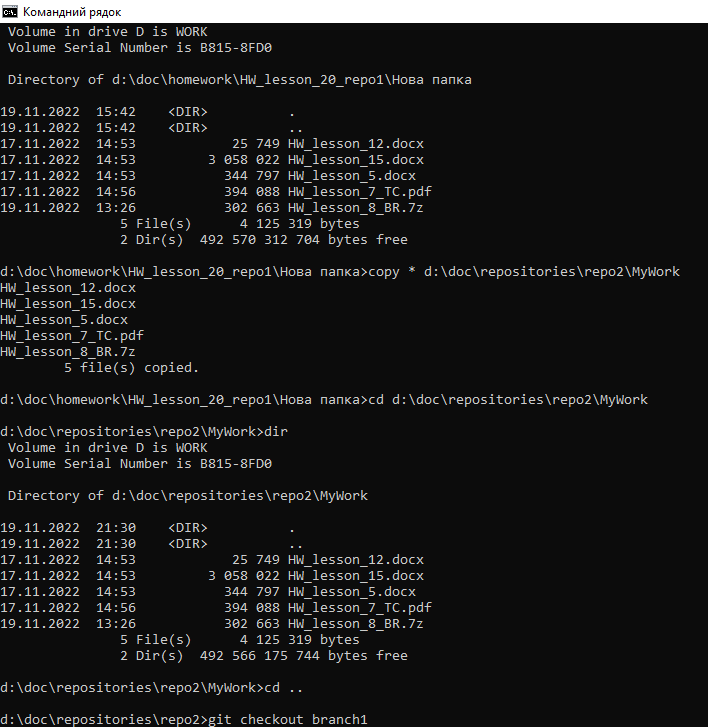 Командний рядок
Volume in drive D is WORK
Volume Serial Number is B815-8FD0
Directory of d:\doc\homework\HW_lesson_20_repo1\Нова папка
19.11.2022 15:42 <DIR> .
19.11.2022 15:42 <DIR> ..
17.11.2022 14:53 25 749 HW_lesson_12.docx
17.11.2022 14:53 3 058 022 HW_lesson_15.docx
17.11.2022 14:53 344 797 HW_lesson_5.docx
17.11.2022 14:56 394 088 HW_lesson_7_TC.pdf
19.11.2022 13:26 302 663 HW_lesson_8_BR.7z
5 File(s) 4 125 319 bytes
2 Dir(s) 492 570 312 704 bytes free
d:\doc\homework\HW_lesson_20_repo1\Нова папка>copy * d:\doc\repositories\repo2\MyWork
HW_lesson_12.docx
HW_lesson_15.docx
HW_lesson_5.docx
HW_lesson_7_TC.pdf
HW_lesson_8_BR.7z
5 file(s) copied.
d:\doc\homework\HW_lesson_20_repo1\Нова папка>cd d:\doc\repositories\repo2\MyWork
d:\doc\repositories\repo2\MyWork>dir
Volume in drive D is WORK
Volume Serial Number is B815-8FD0
Directory of d:\doc\repositories\repo2\MyWork
19.11.2022 21:30 <DIR> .
19.11.2022 21:30 <DIR> ..
17.11.2022 14:53 25 749 HW_lesson_12.docx
17.11.2022 14:53 3 058 022 HW_lesson_15.docx
17.11.2022 14:53 344 797 HW_lesson_5.docx
17.11.2022 14:56 394 088 HW_lesson_7_TC.pdf
19.11.2022 13:26 302 663 HW_lesson_8_BR.7z
5 File(s) 4 125 319 bytes
2 Dir(s) 492 566 175 744 bytes free
d:\doc\repositories\repo2\MyWork>cd ..
d:\doc\repositories\repo2>git checkout branch1